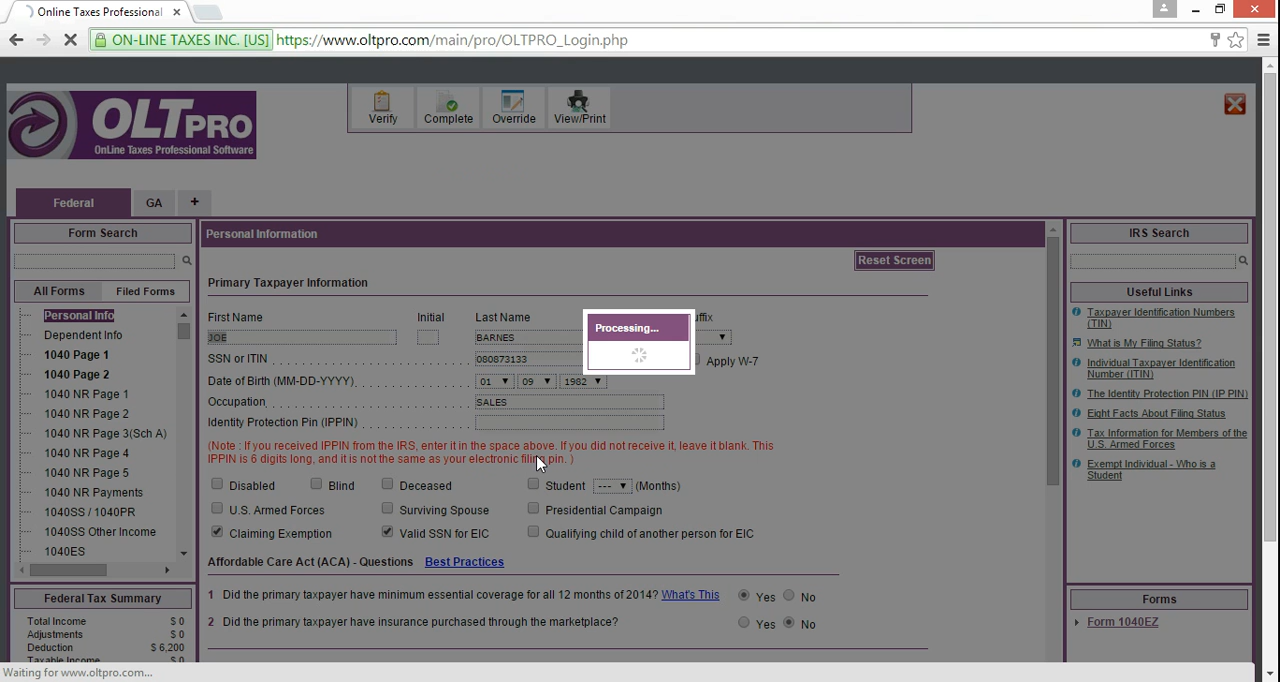 Online Taxes Professional
ON-LINE TAXES INC. [US] https://www.oltpro.com/main/pro/OLTPRO_Login.php
OLTPRO
OnLine Taxes Professional Software
Verify Complete Override View/Print
Federal GA +
Form Search
All Forms Filed Forms
Personal Info
Dependent Info
1040 Page 1
1040 Page 2
1040 NR Page 1
1040 NR Page 2
1040 NR Page 3(Sch A)
1040 NR Page 4
1040 NR Page 5
1040 NR Payments
1040SS / 1040PR
1040SS Other Income
1040ES
Federal Tax Summary
Total Income $ 0
Adjustments $ 0
Deduction $ 6,200
Taxable Income $ 0
Personal Information
Reset Screen
Primary Taxpayer Information
First Name Initial Last Name
JOE BARNES
SSN or ITIN 080873133 Apply W-7
Date of Birth (MM-DD-YYYY) 01 09 1982
Occupation SALES
Identity Protection Pin (IPPIN)
(Note : If you received IPPIN from the IRS, enter it in the space above. If you did not receive it, leave it blank. This
IPPIN is 6 digits long, and it is not the same as your electronic filing pin. )
Disabled Blind Deceased Student --- (Months)
U.S. Armed Forces Surviving Spouse Presidential Campaign
Claiming Exemption Valid SSN for EIC Qualifying child of another person for EIC
Affordable Care Act (ACA) - Questions Best Practices
1 Did the primary taxpayer have minimum essential coverage for all 12 months of 2014? What's This Yes No
2 Did the primary taxpayer have insurance purchased through the marketplace? Yes No
Processing...
IRS Search
Useful Links
Taxpayer Identification Numbers
(TIN)
What is My Filing Status?
Individual Taxpayer Identification
Number (ITIN)
The Identity Protection PIN (IP PIN)
Eight Facts About Filing Status
Tax Information for Members of the
U.S. Armed Forces
Exempt Individual - Who is a
Student
Forms
Form 1040EZ
Waiting for www.oltpro.com...